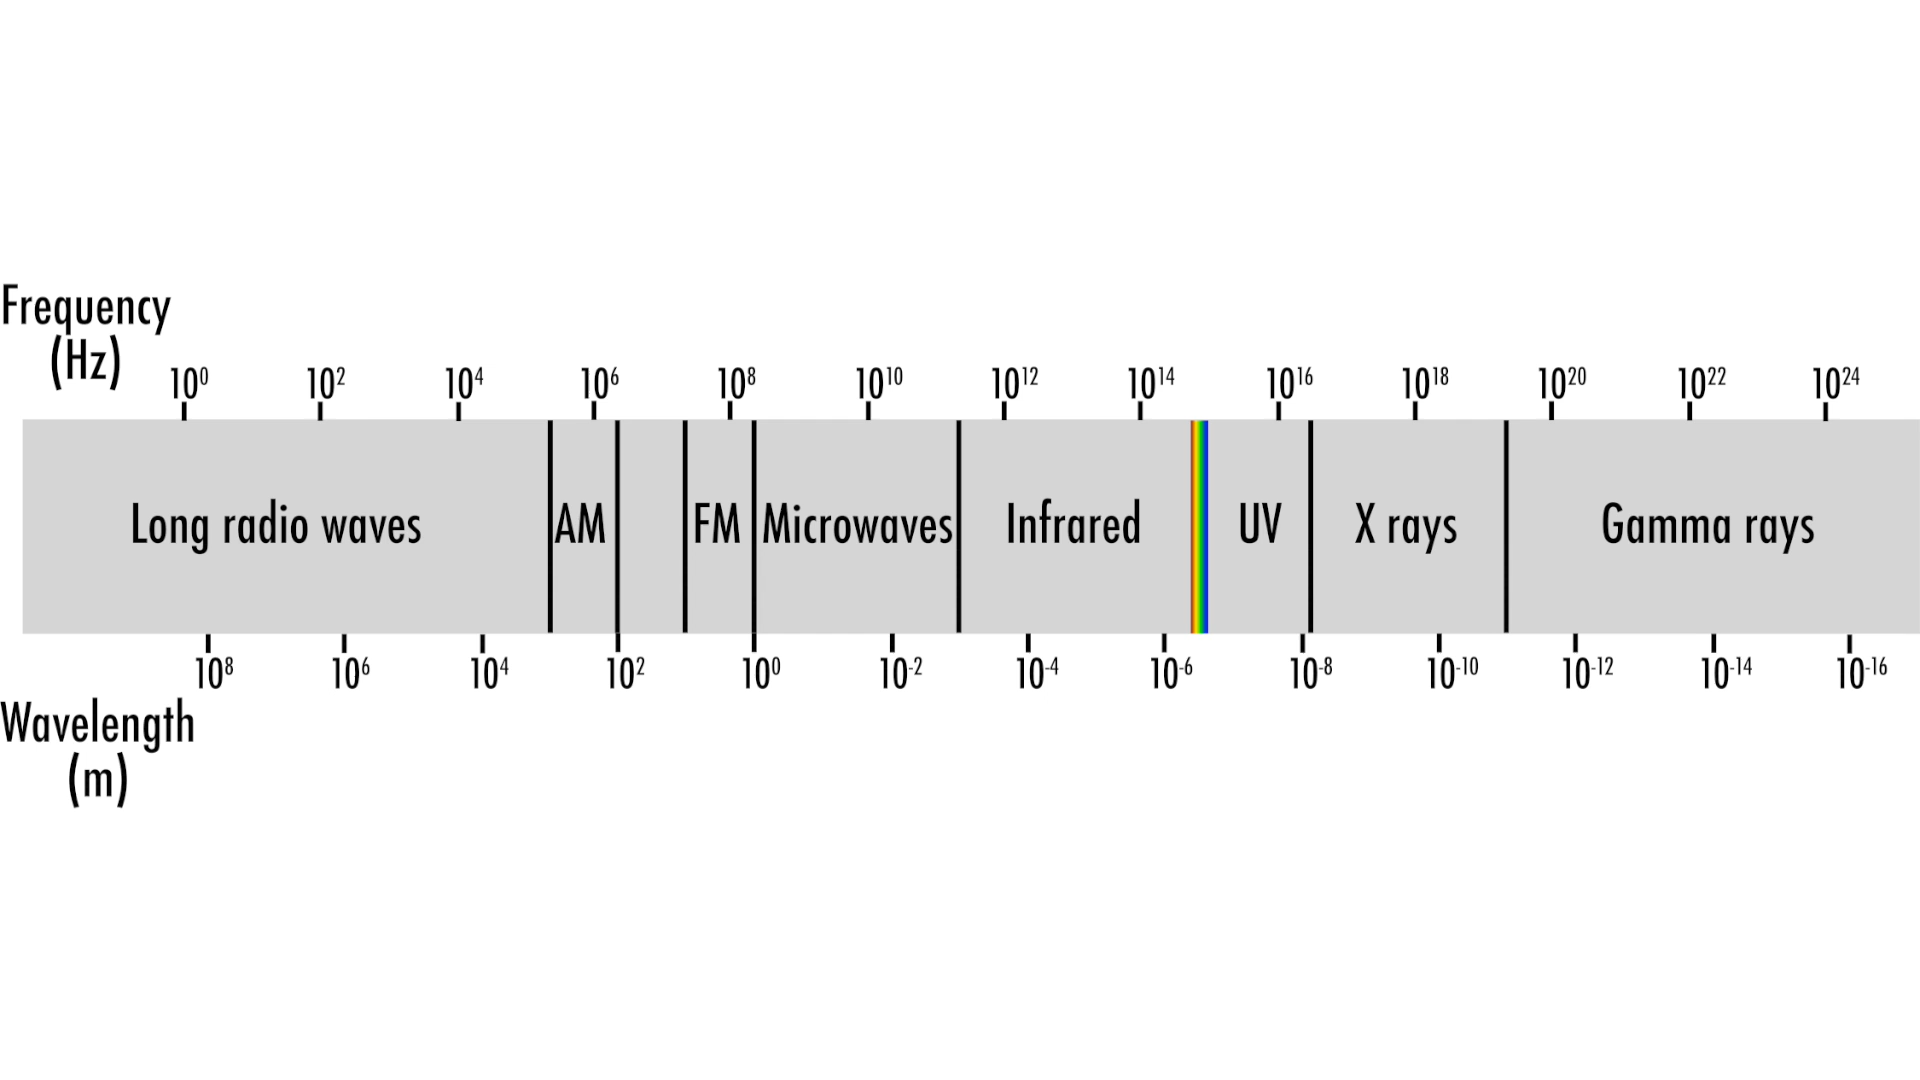 Frequency
(Hz)
10⁰ 10² 10⁴ 10⁶ 10⁸ 10¹⁰ 10¹² 10¹⁴ 10¹⁶ 10¹⁸ 10²⁰ 10²² 10²⁴
Long radio waves AM FM Microwaves Infrared UV X rays Gamma rays
10⁸ 10⁶ 10⁴ 10² 10⁰ 10⁻² 10⁻⁴ 10⁻⁶ 10⁻⁸ 10⁻¹⁰ 10⁻¹² 10⁻¹⁴ 10⁻¹⁶
Wavelength
(m)